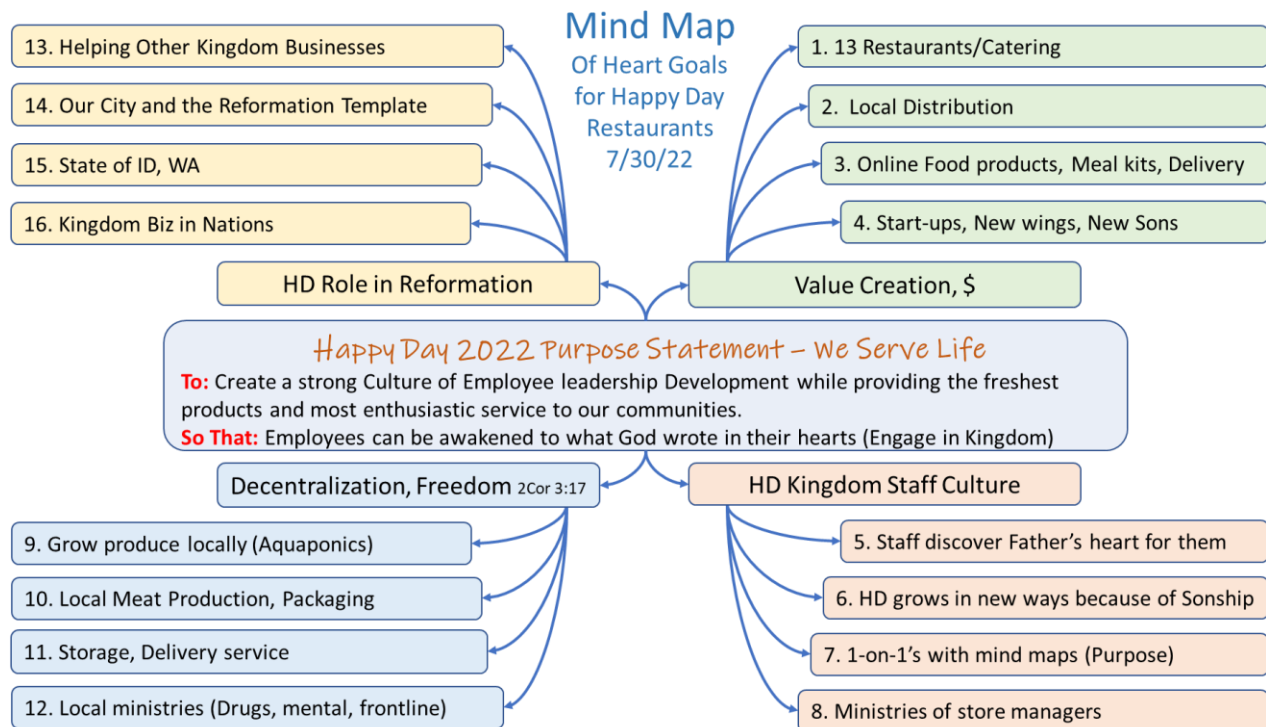 Mind Map
Of Heart Goals
for Happy Day
Restaurants
7/30/22
13. Helping Other Kingdom Businesses
14. Our City and the Reformation Template
15. State of ID, WA
16. Kingdom Biz in Nations
HD Role in Reformation
1. 13 Restaurants/Catering
2. Local Distribution
3. Online Food products, Meal kits, Delivery
4. Start-ups, New wings, New Sons
Value Creation, $
Happy Day 2022 Purpose Statement – We Serve Life
To: Create a strong Culture of Employee leadership Development while providing the freshest
products and most enthusiastic service to our communities.
So That: Employees can be awakened to what God wrote in their hearts (Engage in Kingdom)
Decentralization, Freedom 2Cor 3:17
9. Grow produce locally (Aquaponics)
10. Local Meat Production, Packaging
11. Storage, Delivery service
12. Local ministries (Drugs, mental, frontline)
HD Kingdom Staff Culture
5. Staff discover Father’s heart for them
6. HD grows in new ways because of Sonship
7. 1-on-1’s with mind maps (Purpose)
8. Ministries of store managers